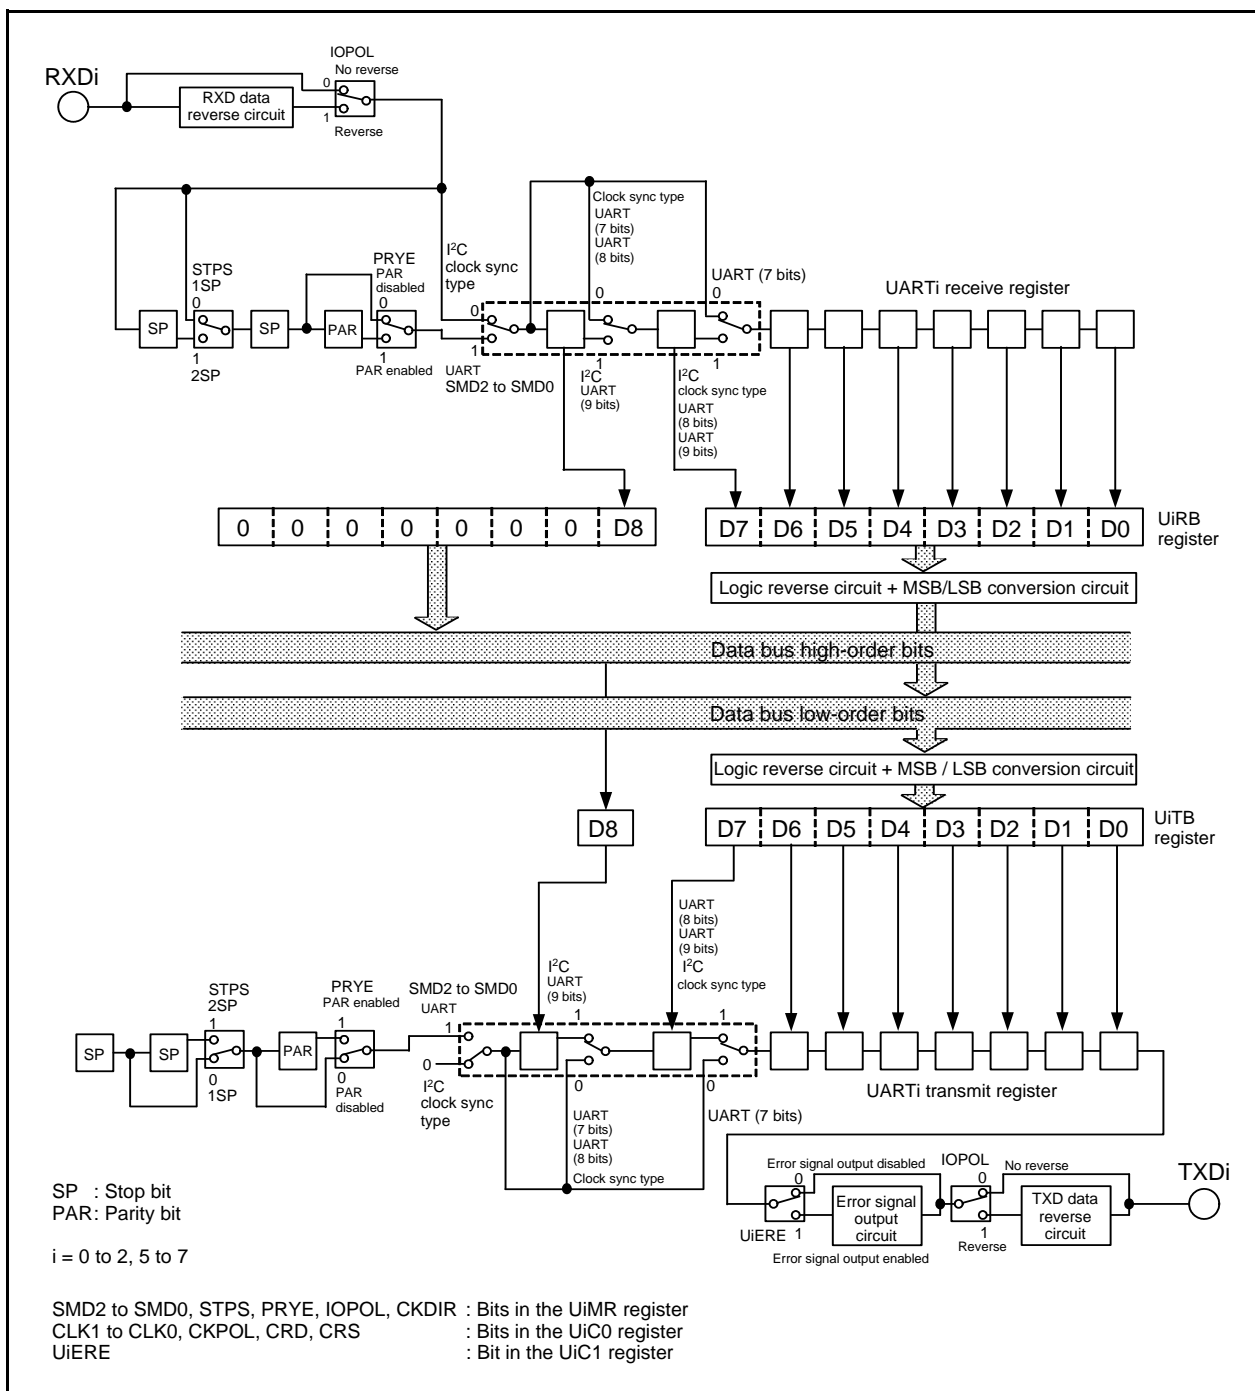 IOPOL
No reverse
RXDi
0
RXD data
reverse circuit
1
Reverse
Clock sync type
UART
(7 bits)
UART
(8 bits)
I²C
clock sync
type
STPS
1SP
0
PRYE
PAR
disabled
0
UART (7 bits)
UARTi receive register
0
0
0
SP
SP
PAR
1
2SP
1
PAR enabled
1
UART
SMD2 to SMD0
1
I²C
UART
(9 bits)
1
I²C
clock sync type
UART
(8 bits)
UART
(9 bits)
0 0 0 0 0 0 0 D8
D7 D6 D5 D4 D3 D2 D1 D0
UiRB
register
Logic reverse circuit + MSB/LSB conversion circuit
Data bus high-order bits
Data bus low-order bits
Logic reverse circuit + MSB / LSB conversion circuit
D8
D7 D6 D5 D4 D3 D2 D1 D0
UiTB
register
UART
(8 bits)
UART
(9 bits)
I²C
clock sync type
I²C
UART
(9 bits)
STPS
2SP
1
PRYE
PAR enabled
1
SMD2 to SMD0
UART
1
1
1
SP
SP
PAR
0
1SP
0
PAR
disabled
0
I²C
clock sync
type
0
0
UART
(7 bits)
UART
(8 bits)
Clock sync type
UART (7 bits)
UARTi transmit register
Error signal output disabled
0
IOPOL
0
No reverse
TXDi
Error signal
output
circuit
TXD data
reverse
circuit
UiERE 1
Error signal output enabled
1
Reverse
SP : Stop bit
PAR : Parity bit
i = 0 to 2, 5 to 7
SMD2 to SMD0, STPS, PRYE, IOPOL, CKDIR : Bits in the UiMR register
CLK1 to CLK0, CKPOL, CRD, CRS : Bits in the UiC0 register
UiERE : Bit in the UiC1 register